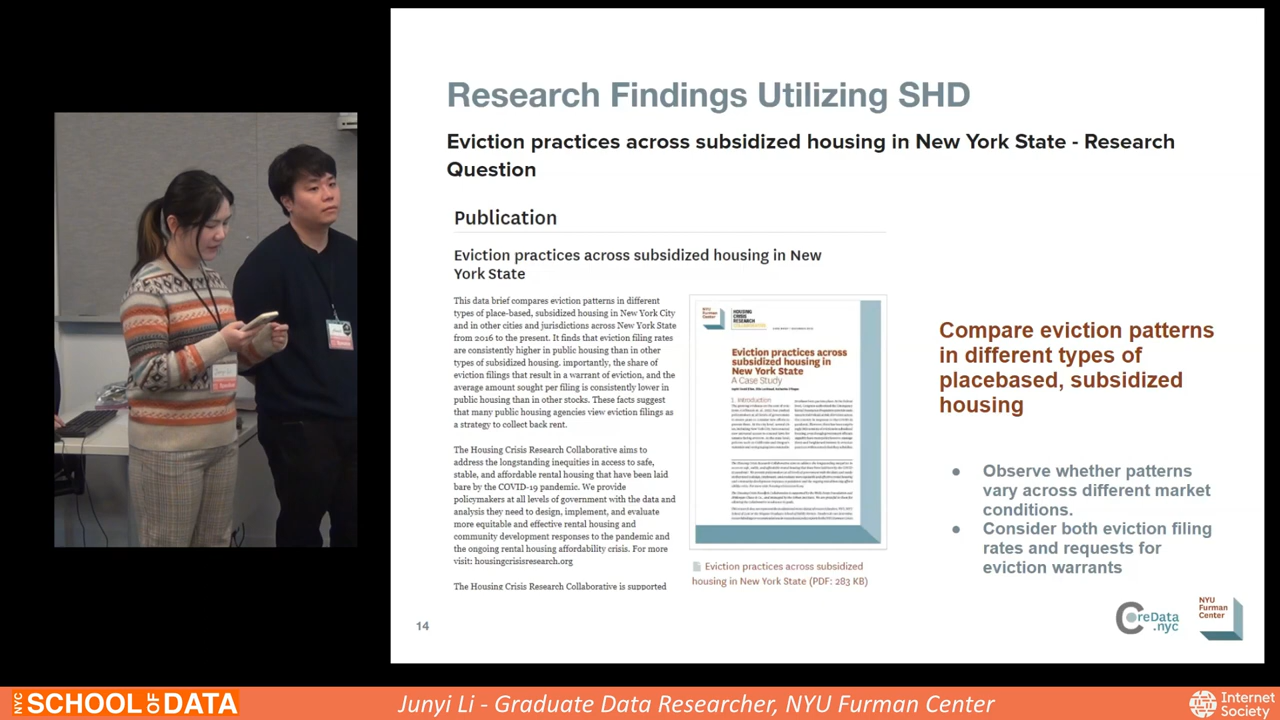 Research Findings Utilizing SHD
Eviction practices across subsidized housing in New York State - Research
Question
Publication
Eviction practices across subsidized housing in New
York State
This data brief compares eviction patterns in different
types of place-based, subsidized housing in New York City
and in other cities and jurisdictions across New York State
from 2016 to the present. It finds that eviction filing rates
are consistently higher in public housing than in other
types of subsidized housing. importantly, the share of
eviction filings that result in a warrant of eviction, and the
average amount sought per filing is consistently lower in
public housing than in other stocks. These facts suggest
that many public housing agencies view eviction filings as
a strategy to collect back rent.
The Housing Crisis Research Collaborative aims to
address the longstanding inequities in access to safe,
stable, and affordable rental housing that have been laid
bare by the COVID-19 pandemic. We provide
policymakers at all levels of government with the data and
analysis they need to design, implement, and evaluate
more equitable and effective rental housing and
community development responses to the pandemic and
the ongoing rental housing affordability crisis. For more
visit: housingcrisisresearch.org
The Housing Crisis Research Collaborative is supported
NYU
Furman
Center
HOUSING
CRISIS
RESEARCH
COLLABORATIVE
Eviction practices across
subsidized housing in
New York State
A Case Study
1. Introduction
Eviction practices across subsidized
housing in New York State (PDF: 283 KB)
Compare eviction patterns
in different types of
placebased, subsidized
housing
● Observe whether patterns
vary across different market
conditions.
● Consider both eviction filing
rates and requests for
eviction warrants
14
CoreData
.nyc
NYU
Furman
Center
NYC SCHOOL OF DATA
Junyi Li - Graduate Data Researcher, NYU Furman Center
Internet
Society